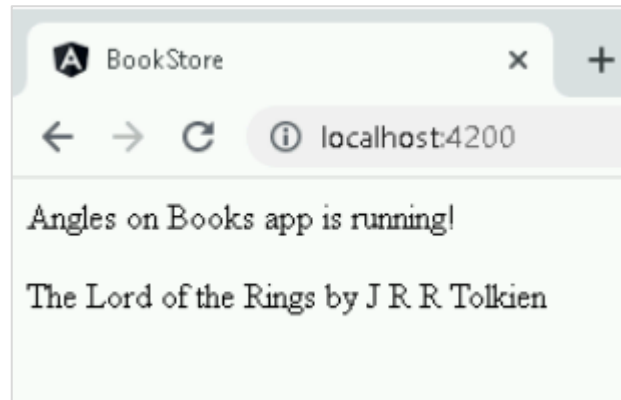 BookStore
localhost:4200
Angles on Books app is running!
The Lord of the Rings by J R R Tolkien